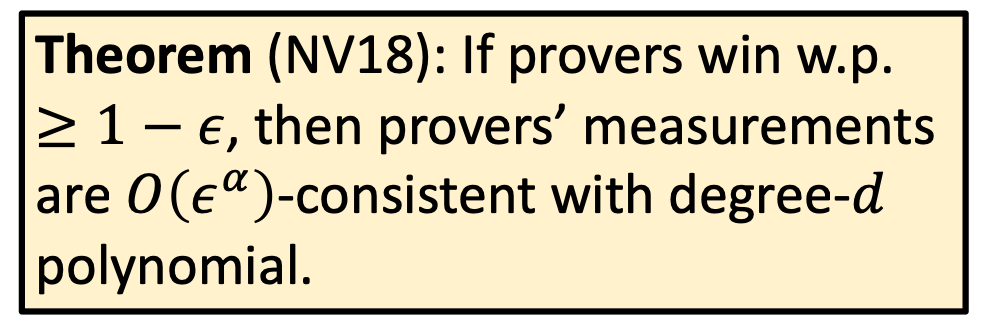 Theorem (NV18): If provers win w.p.
≥ 1 − ϵ, then provers’ measurements
are O(ϵ^α)-consistent with degree-d
polynomial.